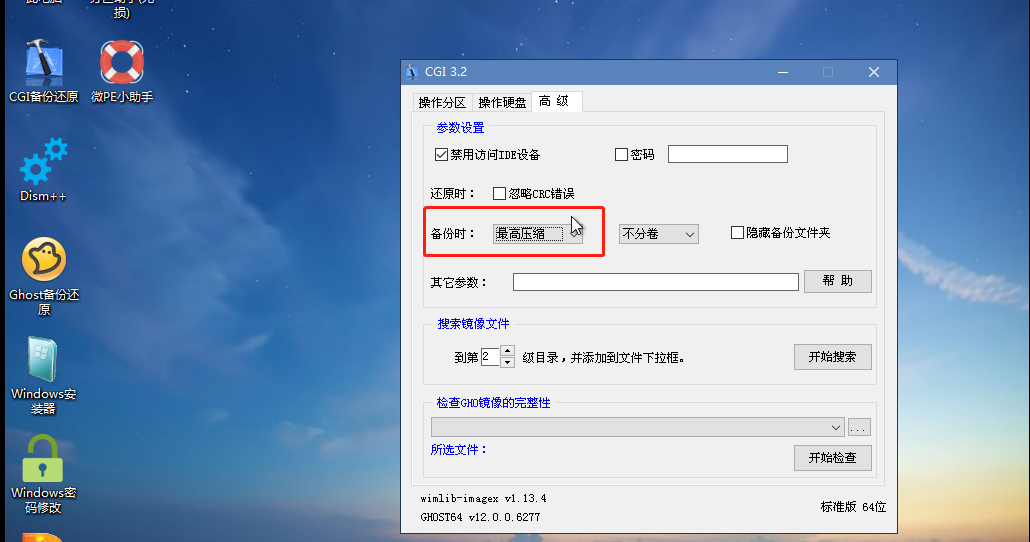 损)
CGI备份还原
微PE小助手
Dism++
Ghost备份还
原
Windows安
装器
Windows密
码修改
CGI 3.2
操作分区 操作硬盘 高 级
参数设置
禁用访问IDE设备 密码
还原时： 忽略CRC错误
备份时： 最高压缩 不分卷 隐藏备份文件夹
其它参数： 帮 助
搜索镜像文件
到第 2 级目录，并添加到文件下拉框。 开始搜索
检查GHO镜像的完整性
...
所选文件：
开始检查
wimlib-imagex v1.13.4
GHOST64 v12.0.0.6277
标准版 64位